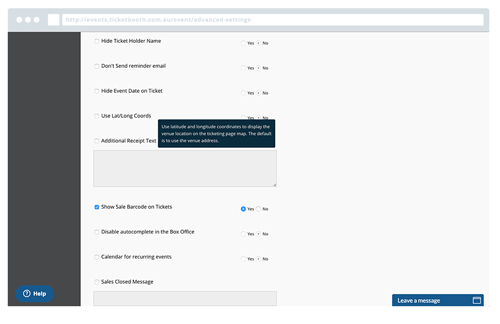 http://events.ticketbooth.com.au/event/advanced-settings
Hide Ticket Holder Name Yes No
Don't Send reminder email Yes No
Hide Event Date on Ticket Yes No
Use Lat/Long Coords Yes No
Use latitude and longitude coordinates to display the
venue location on the ticketing page map. The default
is to use the venue address.
Additional Receipt Text
Show Sale Barcode on Tickets Yes No
Disable autocomplete in the Box Office Yes No
Calendar for recurring events Yes No
Sales Closed Message
Help
Leave a message